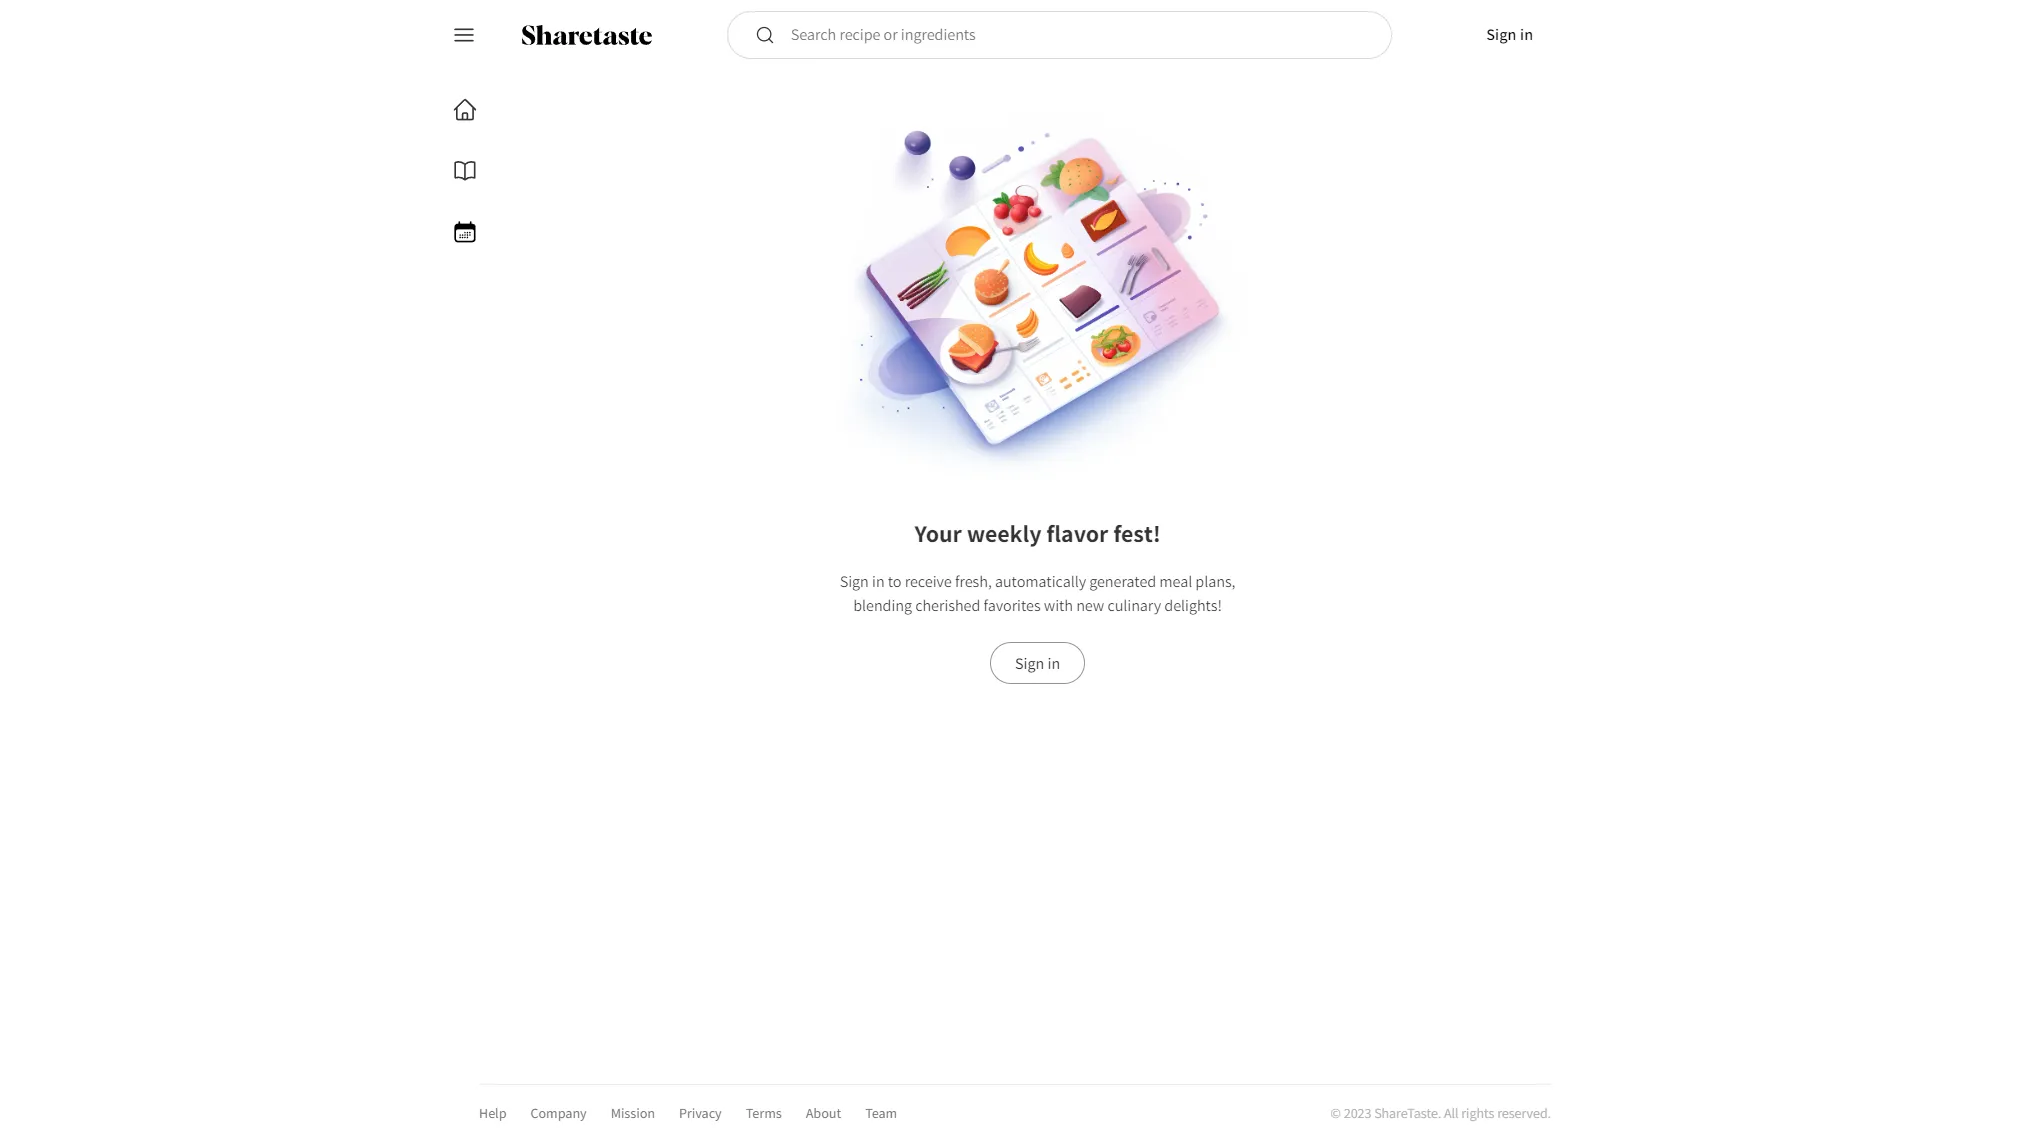 Sharetaste
Search recipe or ingredients
Sign in
Your weekly flavor fest!
Sign in to receive fresh, automatically generated meal plans,
blending cherished favorites with new culinary delights!
Sign in
Help
Company
Mission
Privacy
Terms
About
Team
© 2023 ShareTaste. All rights reserved.